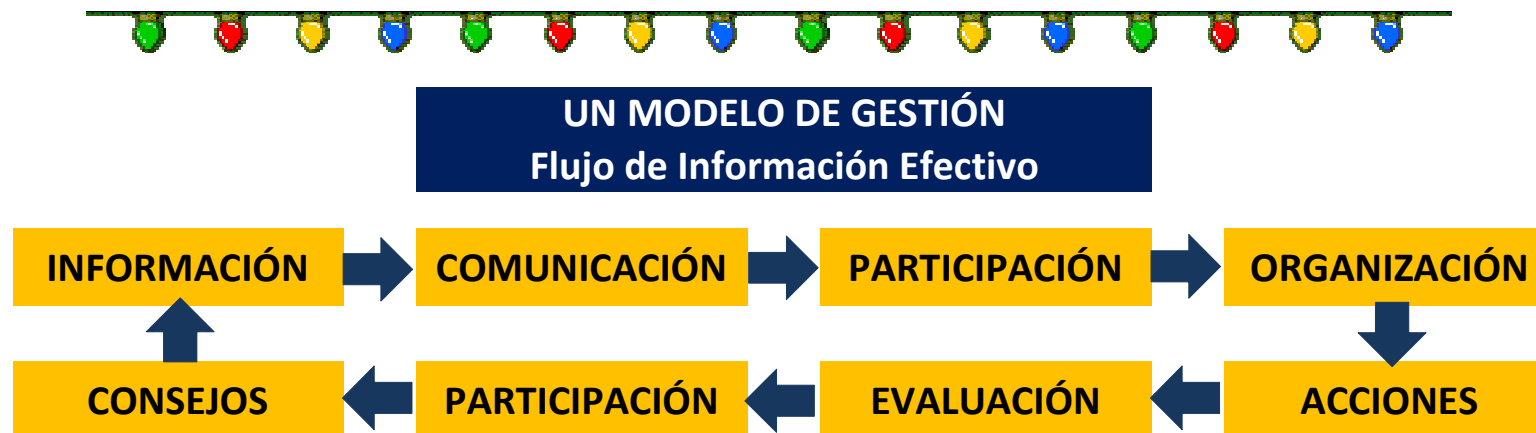 UN MODELO DE GESTIÓN
Flujo de Información Efectivo
INFORMACIÓN
COMUNICACIÓN
PARTICIPACIÓN
ORGANIZACIÓN
CONSEJOS
PARTICIPACIÓN
EVALUACIÓN
ACCIONES